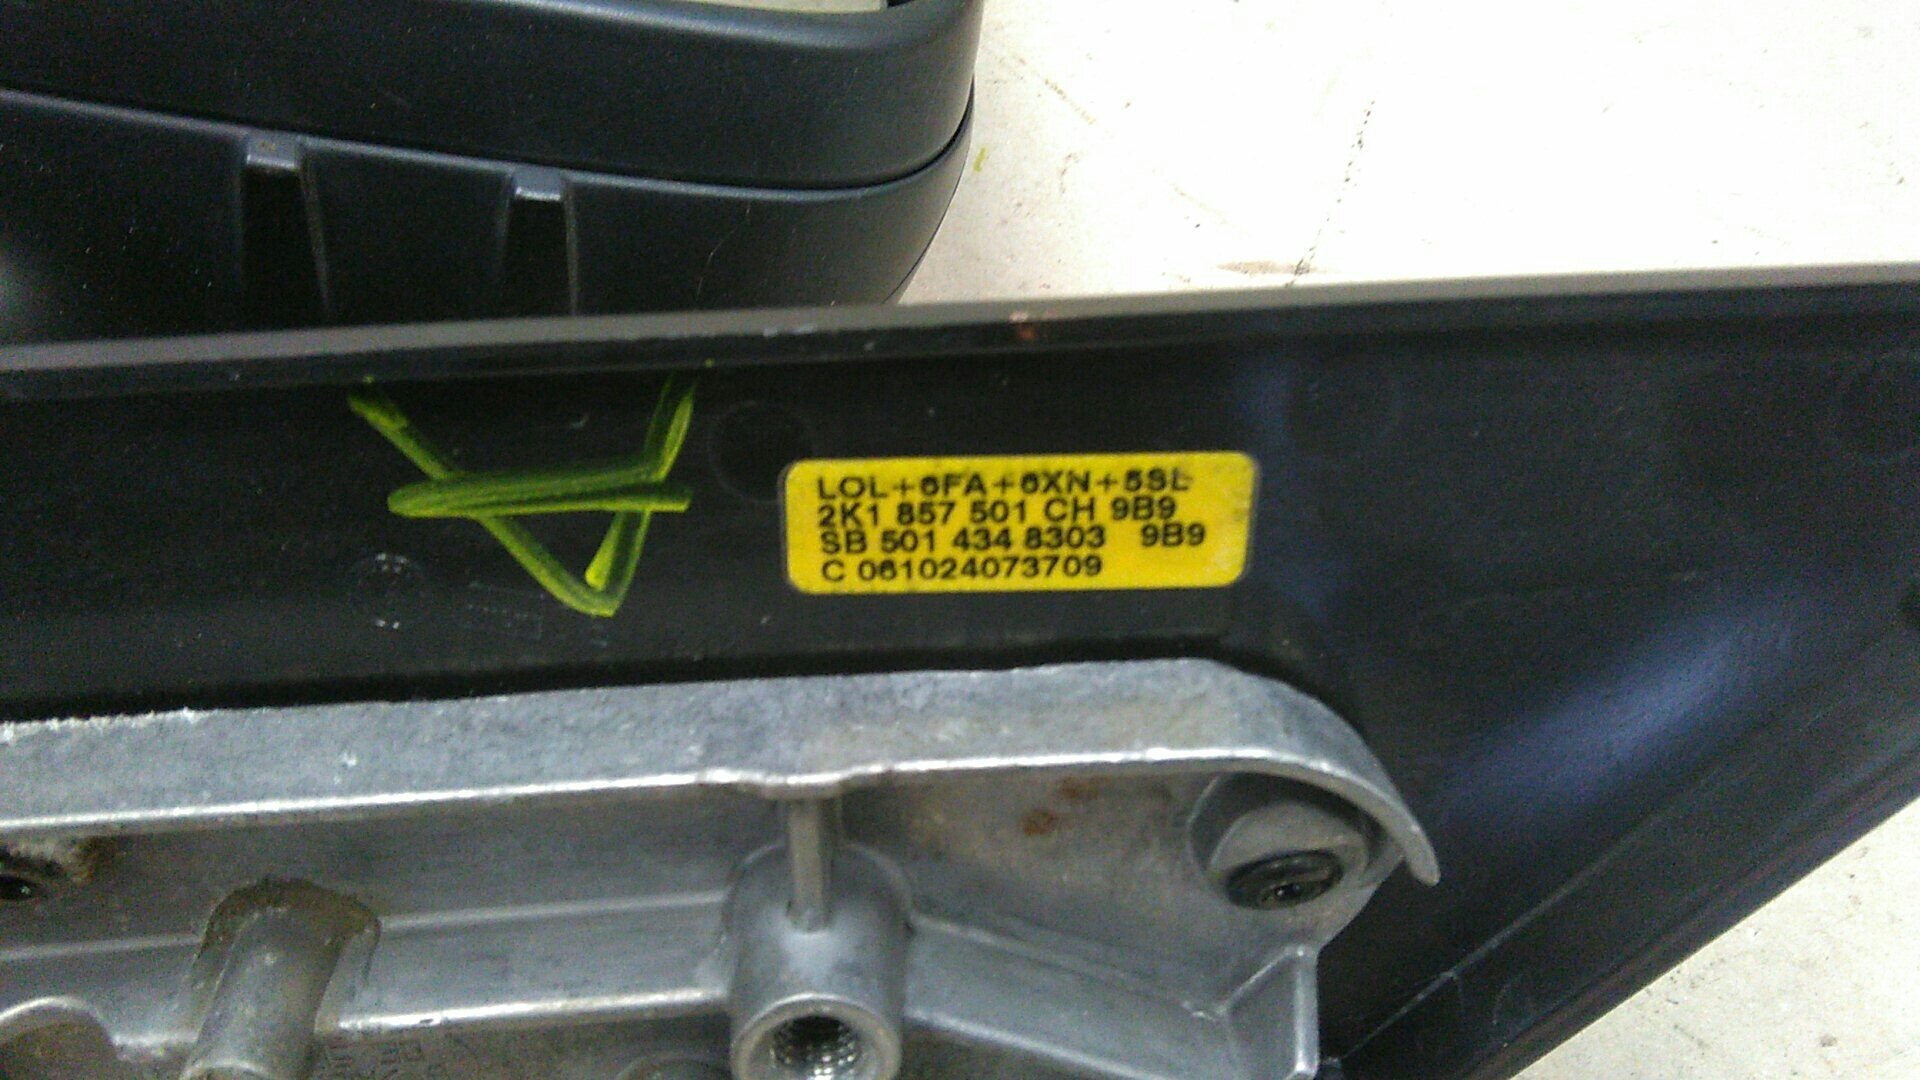 LOL+6FA+6XN+5SL
2K1 857 501 CH 9B9
SB 501 434 8303 9B9
C 061024073709